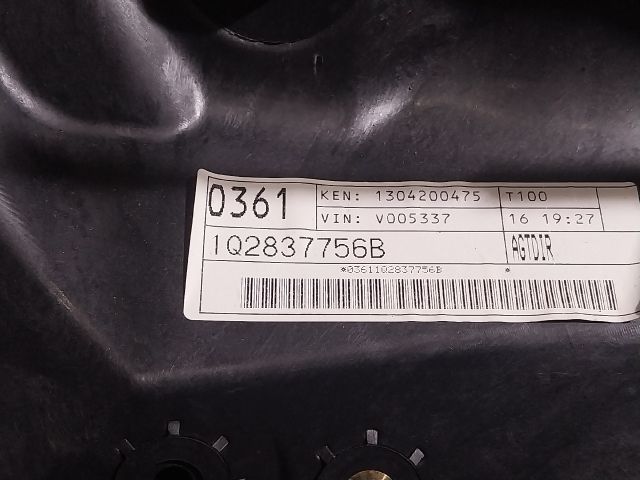 0361 KEN: 1304200475 T100
VIN: V005337 16 19:27
1Q2837756B AGTDIR
*03611Q2837756B *